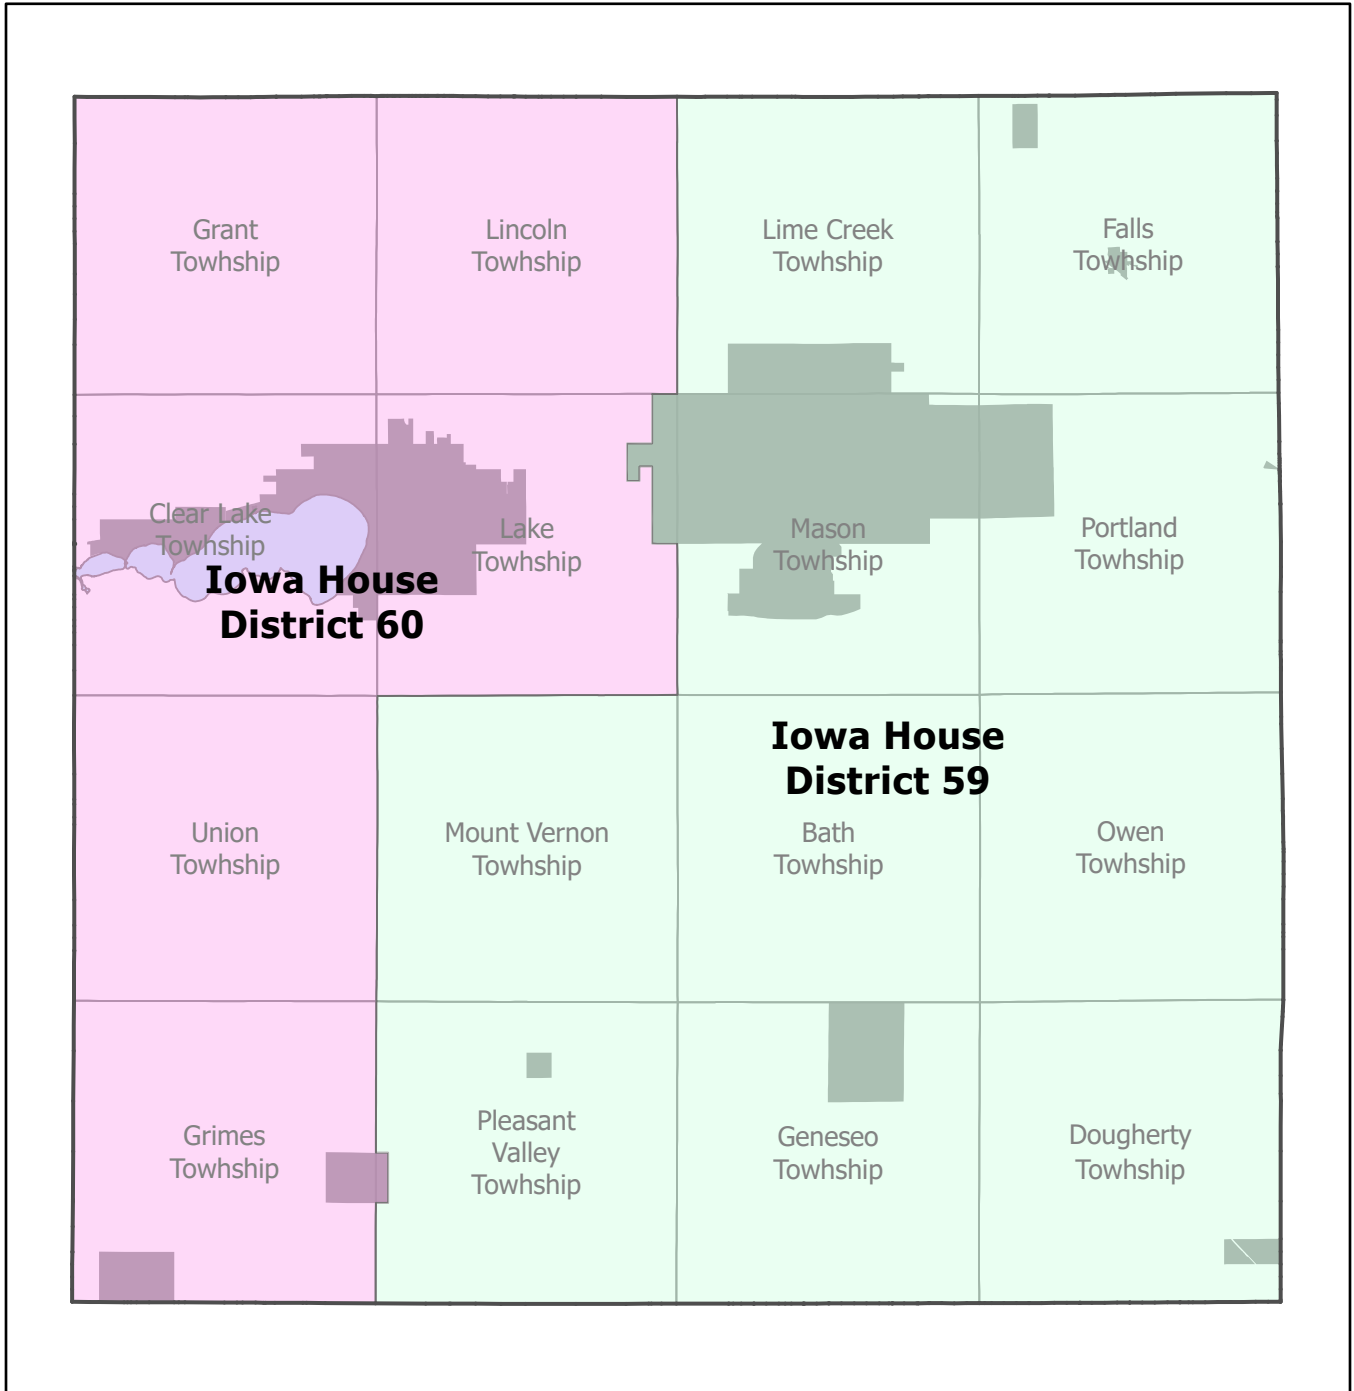 Grant
Towhship
Lincoln
Towhship
Lime Creek
Towhship
Falls
Towhship
Clear Lake
Towhship
Lake
Towhship
Mason
Towhship
Portland
Towhship
Iowa House
District 60
Iowa House
District 59
Union
Towhship
Mount Vernon
Towhship
Bath
Towhship
Owen
Towhship
Grimes
Towhship
Pleasant
Valley
Towhship
Geneseo
Towhship
Dougherty
Towhship